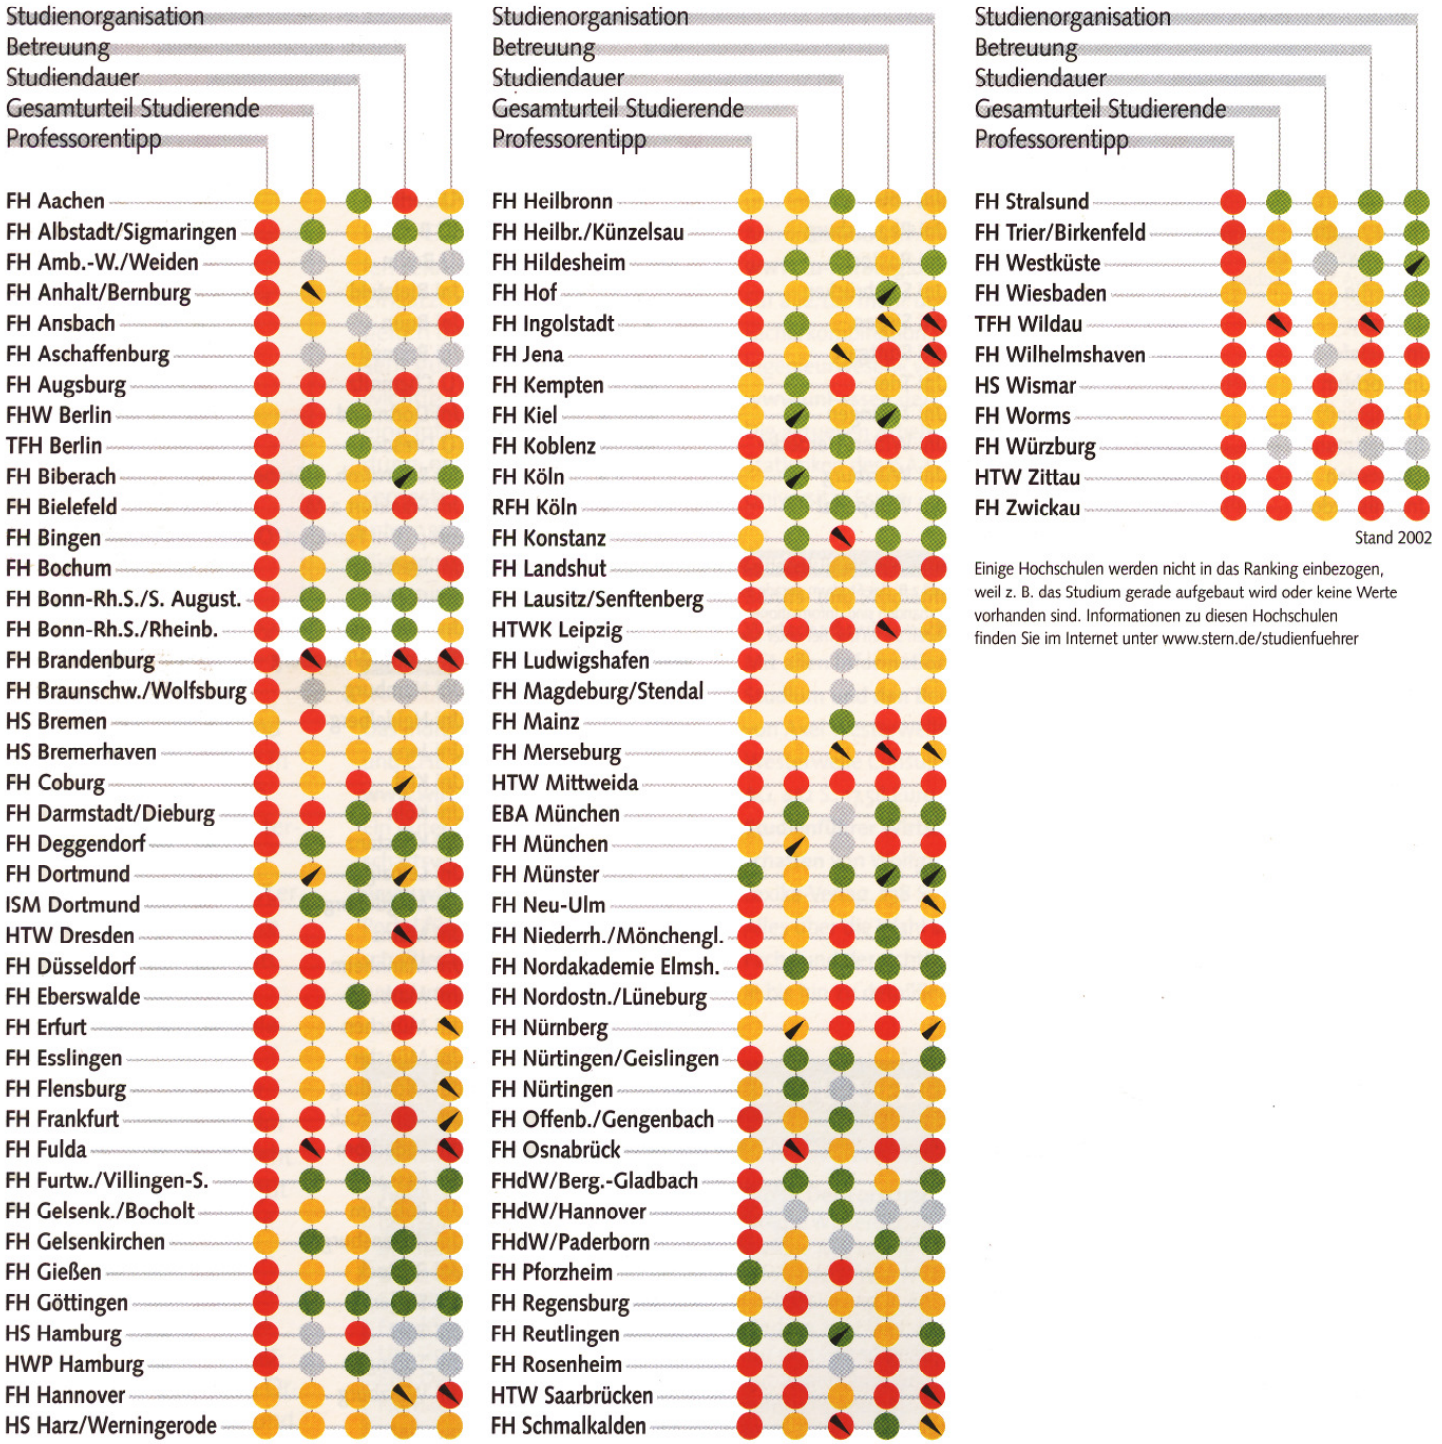 Studienorganisation
Betreuung
Studiendauer
Gesamturteil Studierende
Professorentipp
FH Aachen
FH Albstadt/Sigmaringen
FH Amb.-W./Weiden
FH Anhalt/Bernburg
FH Ansbach
FH Aschaffenburg
FH Augsburg
FHW Berlin
TFH Berlin
FH Biberach
FH Bielefeld
FH Bingen
FH Bochum
FH Bonn-Rh.S./S. August.
FH Bonn-Rh.S./Rheinb.
FH Brandenburg
FH Braunschw./Wolfsburg
HS Bremen
HS Bremerhaven
FH Coburg
FH Darmstadt/Dieburg
FH Deggendorf
FH Dortmund
ISM Dortmund
HTW Dresden
FH Düsseldorf
FH Eberswalde
FH Erfurt
FH Esslingen
FH Flensburg
FH Frankfurt
FH Fulda
FH Furtw./Villingen-S.
FH Gelsenk./Bocholt
FH Gelsenkirchen
FH Gießen
FH Göttingen
HS Hamburg
HWP Hamburg
FH Hannover
HS Harz/Werningerode
Studienorganisation
Betreuung
Studiendauer
Gesamturteil Studierende
Professorentipp
FH Heilbronn
FH Heilbr./Künzelsau
FH Hildesheim
FH Hof
FH Ingolstadt
FH Jena
FH Kempten
FH Kiel
FH Koblenz
FH Köln
RFH Köln
FH Konstanz
FH Landshut
FH Lausitz/Senftenberg
HTWK Leipzig
FH Ludwigshafen
FH Magdeburg/Stendal
FH Mainz
FH Merseburg
HTW Mittweida
EBA München
FH München
FH Münster
FH Neu-Ulm
FH Niederrh./Mönchengl.
FH Nordakademie Elmsh.
FH Nordostn./Lüneburg
FH Nürnberg
FH Nürtingen/Geislingen
FH Nürtingen
FH Offenb./Gengenbach
FH Osnabrück
FHdW/Berg.-Gladbach
FHdW/Hannover
FHdW/Paderborn
FH Pforzheim
FH Regensburg
FH Reutlingen
FH Rosenheim
HTW Saarbrücken
FH Schmalkalden
Studienorganisation
Betreuung
Studiendauer
Gesamturteil Studierende
Professorentipp
FH Stralsund
FH Trier/Birkenfeld
FH Westküste
FH Wiesbaden
TFH Wildau
FH Wilhelmshaven
HS Wismar
FH Worms
FH Würzburg
HTW Zittau
FH Zwickau
Stand 2002
Einige Hochschulen werden nicht in das Ranking einbezogen,
weil z. B. das Studium gerade aufgebaut wird oder keine Werte
vorhanden sind. Informationen zu diesen Hochschulen
finden Sie im Internet unter www.stern.de/studienfuehrer